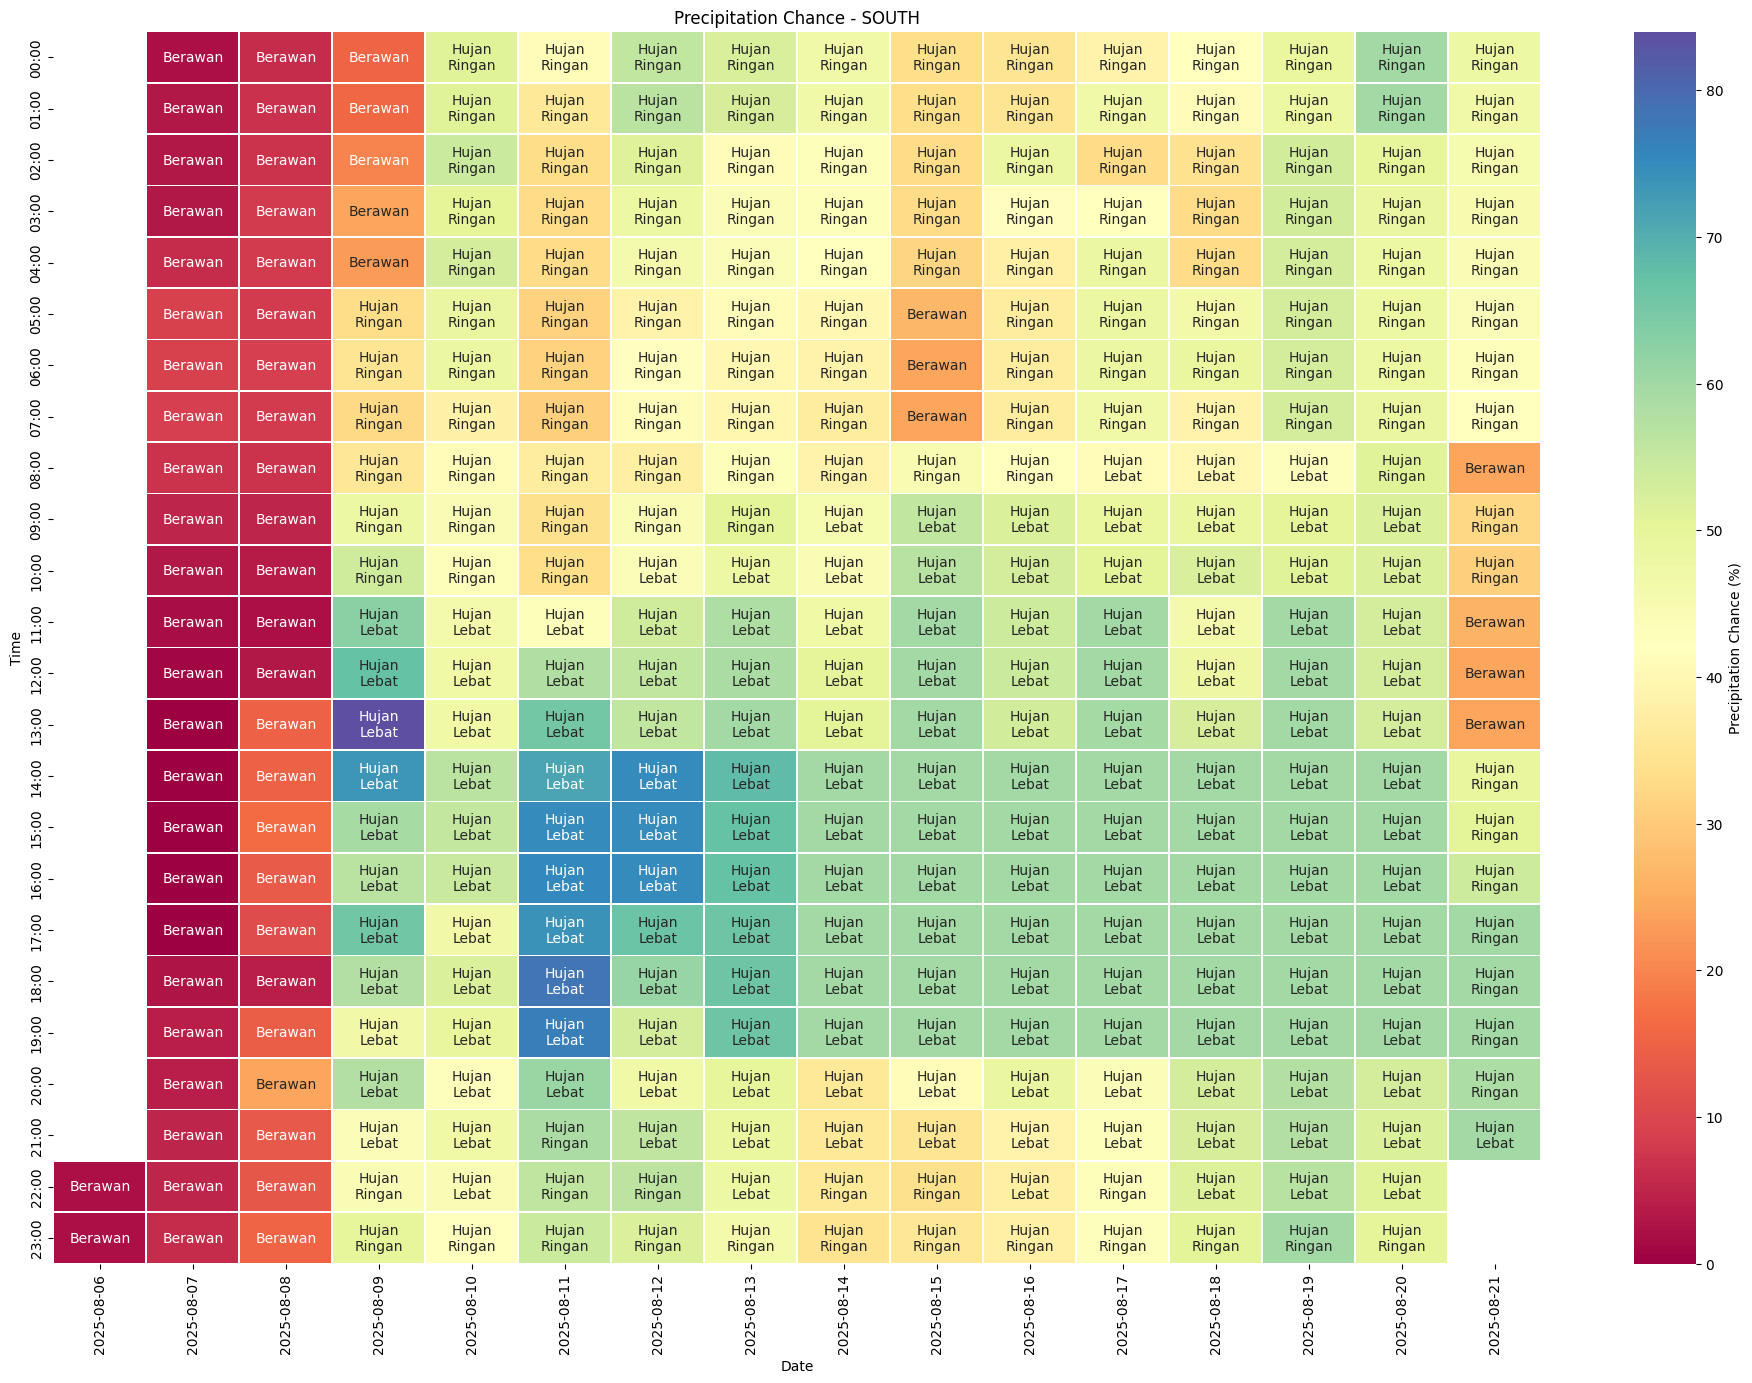 Precipitation Chance - SOUTH
00:00 Berawan Berawan Berawan Hujan Ringan Hujan Ringan Hujan Ringan Hujan Ringan Hujan Ringan Hujan Ringan Hujan Ringan Hujan Ringan Hujan Ringan Hujan Ringan Hujan Ringan Hujan Ringan
01:00 Berawan Berawan Berawan Hujan Ringan Hujan Ringan Hujan Ringan Hujan Ringan Hujan Ringan Hujan Ringan Hujan Ringan Hujan Ringan Hujan Ringan Hujan Ringan Hujan Ringan Hujan Ringan
02:00 Berawan Berawan Berawan Hujan Ringan Hujan Ringan Hujan Ringan Hujan Ringan Hujan Ringan Hujan Ringan Hujan Ringan Hujan Ringan Hujan Ringan Hujan Ringan Hujan Ringan Hujan Ringan
03:00 Berawan Berawan Berawan Hujan Ringan Hujan Ringan Hujan Ringan Hujan Ringan Hujan Ringan Hujan Ringan Hujan Ringan Hujan Ringan Hujan Ringan Hujan Ringan Hujan Ringan Hujan Ringan
04:00 Berawan Berawan Berawan Hujan Ringan Hujan Ringan Hujan Ringan Hujan Ringan Hujan Ringan Hujan Ringan Hujan Ringan Hujan Ringan Hujan Ringan Hujan Ringan Hujan Ringan Hujan Ringan
05:00 Berawan Berawan Hujan Ringan Hujan Ringan Hujan Ringan Hujan Ringan Hujan Ringan Hujan Ringan Berawan Hujan Ringan Hujan Ringan Hujan Ringan Hujan Ringan Hujan Ringan Hujan Ringan
06:00 Berawan Berawan Hujan Ringan Hujan Ringan Hujan Ringan Hujan Ringan Hujan Ringan Hujan Ringan Berawan Hujan Ringan Hujan Ringan Hujan Ringan Hujan Ringan Hujan Ringan Hujan Ringan
07:00 Berawan Berawan Hujan Ringan Hujan Ringan Hujan Ringan Hujan Ringan Hujan Ringan Hujan Ringan Berawan Hujan Ringan Hujan Ringan Hujan Ringan Hujan Ringan Hujan Ringan Hujan Ringan
08:00 Berawan Berawan Hujan Ringan Hujan Ringan Hujan Ringan Hujan Ringan Hujan Ringan Hujan Ringan Hujan Ringan Hujan Ringan Hujan Lebat Hujan Lebat Hujan Lebat Hujan Ringan Berawan
09:00 Berawan Berawan Hujan Ringan Hujan Ringan Hujan Ringan Hujan Ringan Hujan Ringan Hujan Lebat Hujan Lebat Hujan Lebat Hujan Lebat Hujan Lebat Hujan Lebat Hujan Lebat Hujan Ringan
10:00 Berawan Berawan Hujan Ringan Hujan Ringan Hujan Ringan Hujan Lebat Hujan Lebat Hujan Lebat Hujan Lebat Hujan Lebat Hujan Lebat Hujan Lebat Hujan Lebat Hujan Lebat Hujan Ringan
11:00 Berawan Berawan Hujan Lebat Hujan Lebat Hujan Lebat Hujan Lebat Hujan Lebat Hujan Lebat Hujan Lebat Hujan Lebat Hujan Lebat Hujan Lebat Hujan Lebat Hujan Lebat Berawan
12:00 Berawan Berawan Hujan Lebat Hujan Lebat Hujan Lebat Hujan Lebat Hujan Lebat Hujan Lebat Hujan Lebat Hujan Lebat Hujan Lebat Hujan Lebat Hujan Lebat Hujan Lebat Berawan
13:00 Berawan Berawan Hujan Lebat Hujan Lebat Hujan Lebat Hujan Lebat Hujan Lebat Hujan Lebat Hujan Lebat Hujan Lebat Hujan Lebat Hujan Lebat Hujan Lebat Hujan Lebat Berawan
14:00 Berawan Berawan Hujan Lebat Hujan Lebat Hujan Lebat Hujan Lebat Hujan Lebat Hujan Lebat Hujan Lebat Hujan Lebat Hujan Lebat Hujan Lebat Hujan Lebat Hujan Lebat Hujan Ringan
15:00 Berawan Berawan Hujan Lebat Hujan Lebat Hujan Lebat Hujan Lebat Hujan Lebat Hujan Lebat Hujan Lebat Hujan Lebat Hujan Lebat Hujan Lebat Hujan Lebat Hujan Lebat Hujan Ringan
16:00 Berawan Berawan Hujan Lebat Hujan Lebat Hujan Lebat Hujan Lebat Hujan Lebat Hujan Lebat Hujan Lebat Hujan Lebat Hujan Lebat Hujan Lebat Hujan Lebat Hujan Lebat Hujan Ringan
17:00 Berawan Berawan Hujan Lebat Hujan Lebat Hujan Lebat Hujan Lebat Hujan Lebat Hujan Lebat Hujan Lebat Hujan Lebat Hujan Lebat Hujan Lebat Hujan Lebat Hujan Lebat Hujan Ringan
18:00 Berawan Berawan Hujan Lebat Hujan Lebat Hujan Lebat Hujan Lebat Hujan Lebat Hujan Lebat Hujan Lebat Hujan Lebat Hujan Lebat Hujan Lebat Hujan Lebat Hujan Lebat Hujan Ringan
19:00 Berawan Berawan Hujan Lebat Hujan Lebat Hujan Lebat Hujan Lebat Hujan Lebat Hujan Lebat Hujan Lebat Hujan Lebat Hujan Lebat Hujan Lebat Hujan Lebat Hujan Lebat Hujan Ringan
20:00 Berawan Berawan Hujan Lebat Hujan Lebat Hujan Lebat Hujan Lebat Hujan Lebat Hujan Lebat Hujan Lebat Hujan Lebat Hujan Lebat Hujan Lebat Hujan Lebat Hujan Lebat Hujan Ringan
21:00 Berawan Berawan Hujan Lebat Hujan Lebat Hujan Ringan Hujan Lebat Hujan Lebat Hujan Lebat Hujan Lebat Hujan Lebat Hujan Lebat Hujan Lebat Hujan Lebat Hujan Lebat Hujan Lebat
22:00 Berawan Berawan Berawan Hujan Ringan Hujan Lebat Hujan Ringan Hujan Ringan Hujan Lebat Hujan Ringan Hujan Ringan Hujan Lebat Hujan Ringan Hujan Lebat Hujan Lebat Hujan Lebat
23:00 Berawan Berawan Berawan Hujan Ringan Hujan Ringan Hujan Ringan Hujan Ringan Hujan Ringan Hujan Ringan Hujan Ringan Hujan Ringan Hujan Ringan Hujan Ringan Hujan Ringan Hujan Ringan
Time
2025-08-06 2025-08-07 2025-08-08 2025-08-09 2025-08-10 2025-08-11 2025-08-12 2025-08-13 2025-08-14 2025-08-15 2025-08-16 2025-08-17 2025-08-18 2025-08-19 2025-08-20 2025-08-21
Date
80
70
60
50
40
30
20
10
0
Precipitation Chance (%)